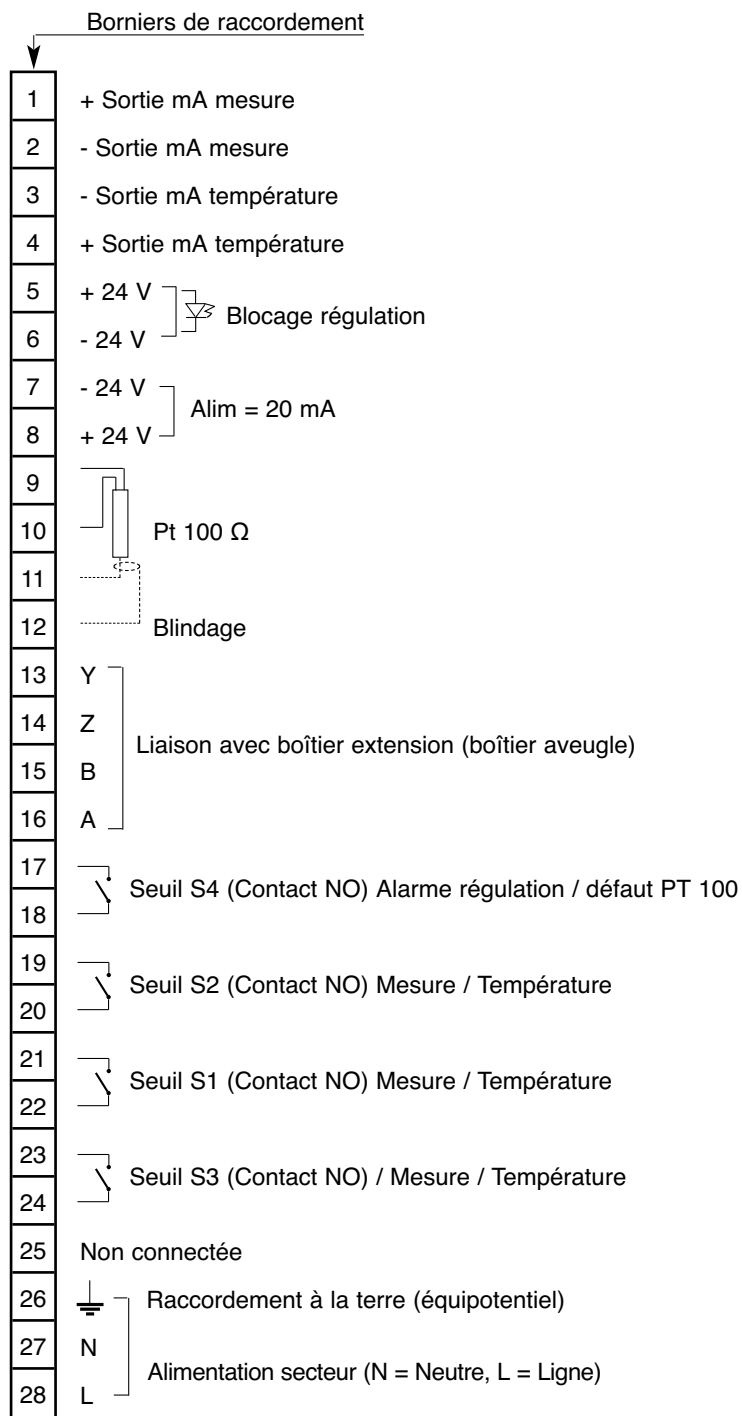 Borniers de raccordement
1 + Sortie mA mesure
2 - Sortie mA mesure
3 - Sortie mA température
4 + Sortie mA température
5 + 24 V
Blocage régulation
6 - 24 V
7 - 24 V
Alim = 20 mA
8 + 24 V
9
10 Pt 100 Ω
11
12 Blindage
13 Y
14 Z
Liaison avec boîtier extension (boîtier aveugle)
15 B
16 A
17
Seuil S4 (Contact NO) Alarme régulation / défaut PT 100
18
19
Seuil S2 (Contact NO) Mesure / Température
20
21
Seuil S1 (Contact NO) Mesure / Température
22
23
Seuil S3 (Contact NO) / Mesure / Température
24
25 Non connectée
26 Raccordement à la terre (équipotentiel)
27 N
Alimentation secteur (N = Neutre, L = Ligne)
28 L